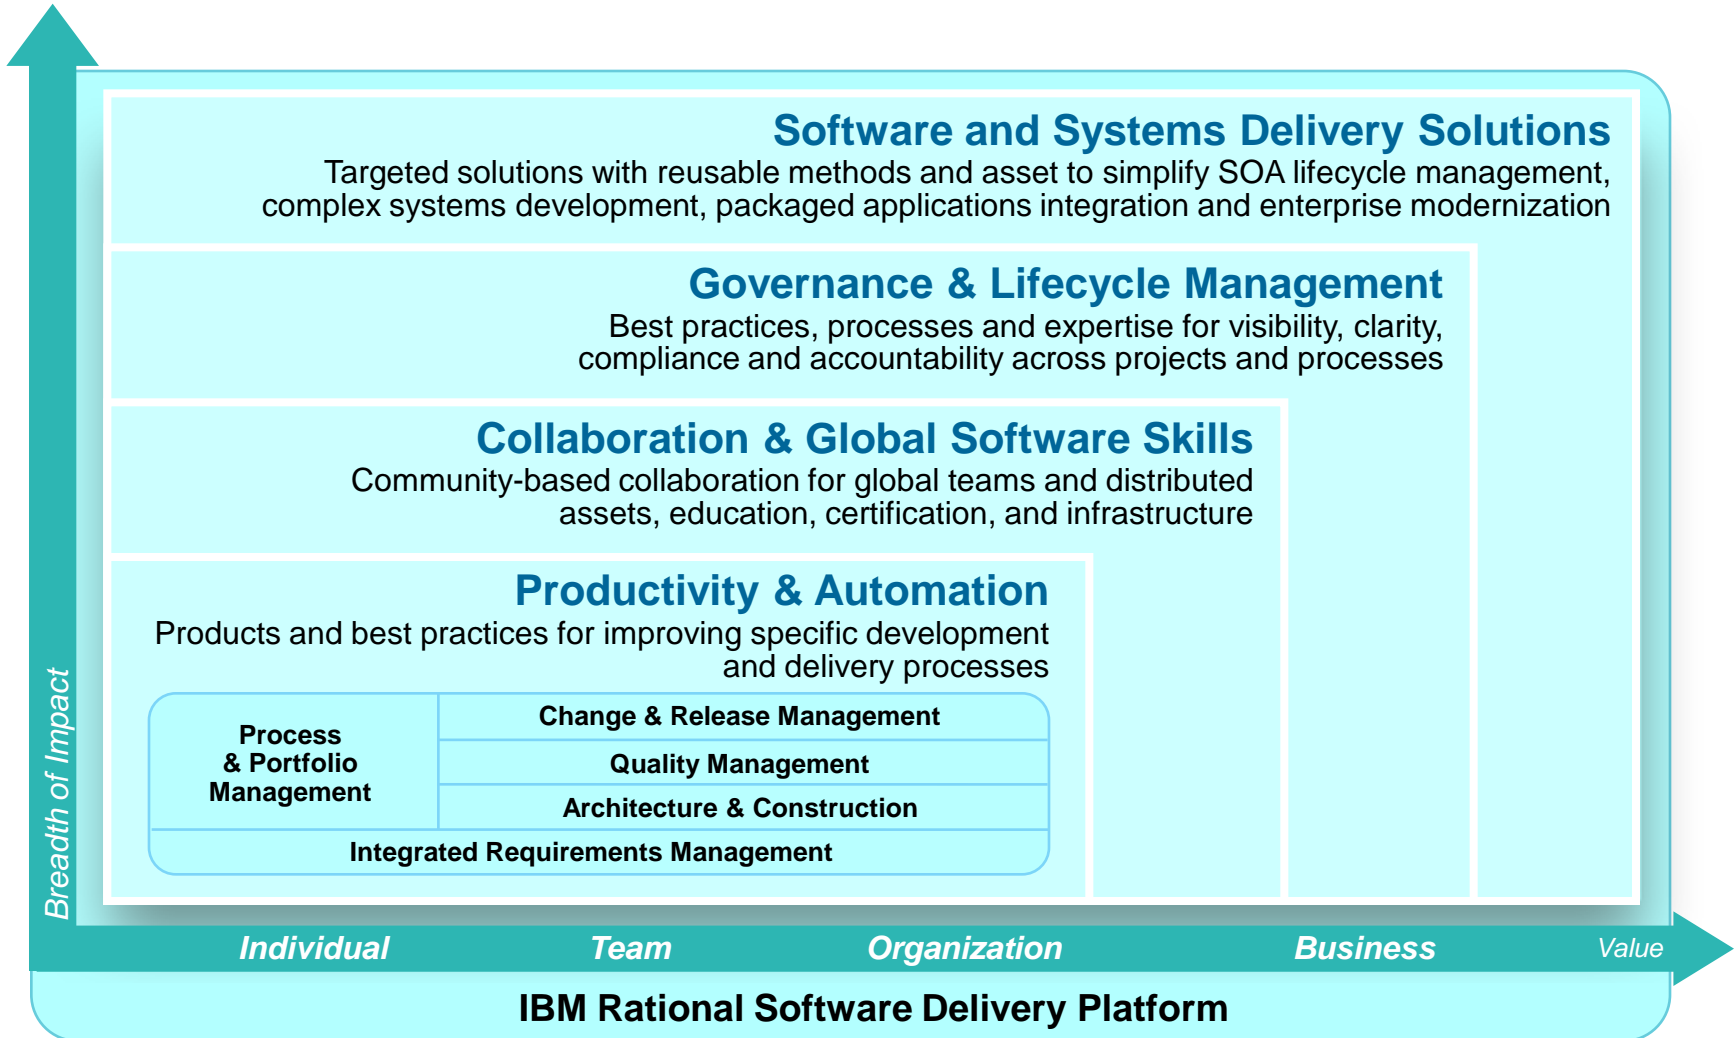 Software and Systems Delivery Solutions
Targeted solutions with reusable methods and asset to simplify SOA lifecycle management,
complex systems development, packaged applications integration and enterprise modernization
Governance & Lifecycle Management
Best practices, processes and expertise for visibility, clarity,
compliance and accountability across projects and processes
Collaboration & Global Software Skills
Community-based collaboration for global teams and distributed
assets, education, certification, and infrastructure
Productivity & Automation
Products and best practices for improving specific development
and delivery processes
Process
& Portfolio
Management
Change & Release Management
Quality Management
Architecture & Construction
Integrated Requirements Management
Breadth of Impact
Individual
Team
Organization
Business
Value
IBM Rational Software Delivery Platform